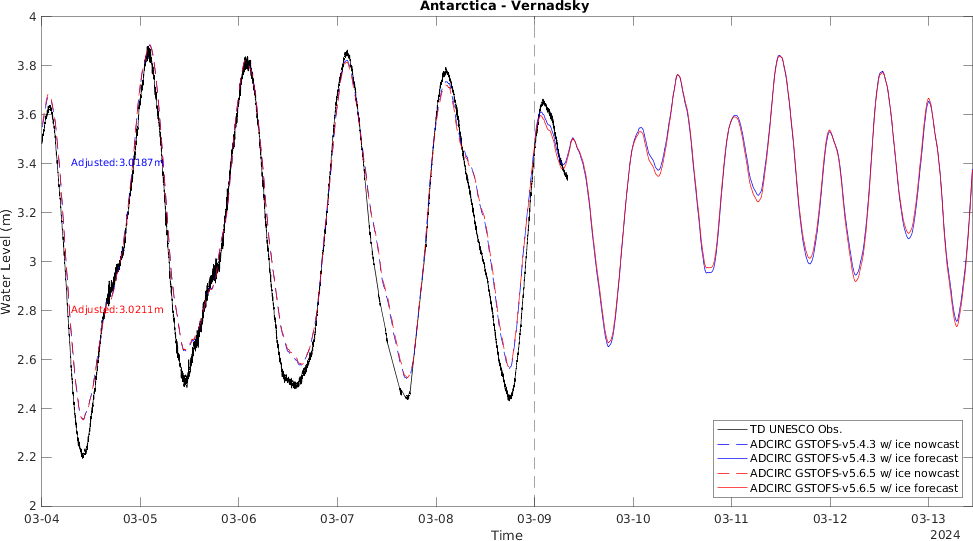 Antarctica - Vernadsky
Water Level (m)
4
3.8
3.6
3.4
3.2
3
2.8
2.6
2.4
2.2
2
Adjusted:3.0187m
Adjusted:3.0211m
TD UNESCO Obs.
ADCIRC GSTOFS-v5.4.3 w/ ice nowcast
ADCIRC GSTOFS-v5.4.3 w/ ice forecast
ADCIRC GSTOFS-v5.6.5 w/ ice nowcast
ADCIRC GSTOFS-v5.6.5 w/ ice forecast
03-04 03-05 03-06 03-07 03-08 03-09 03-10 03-11 03-12 03-13
Time
2024